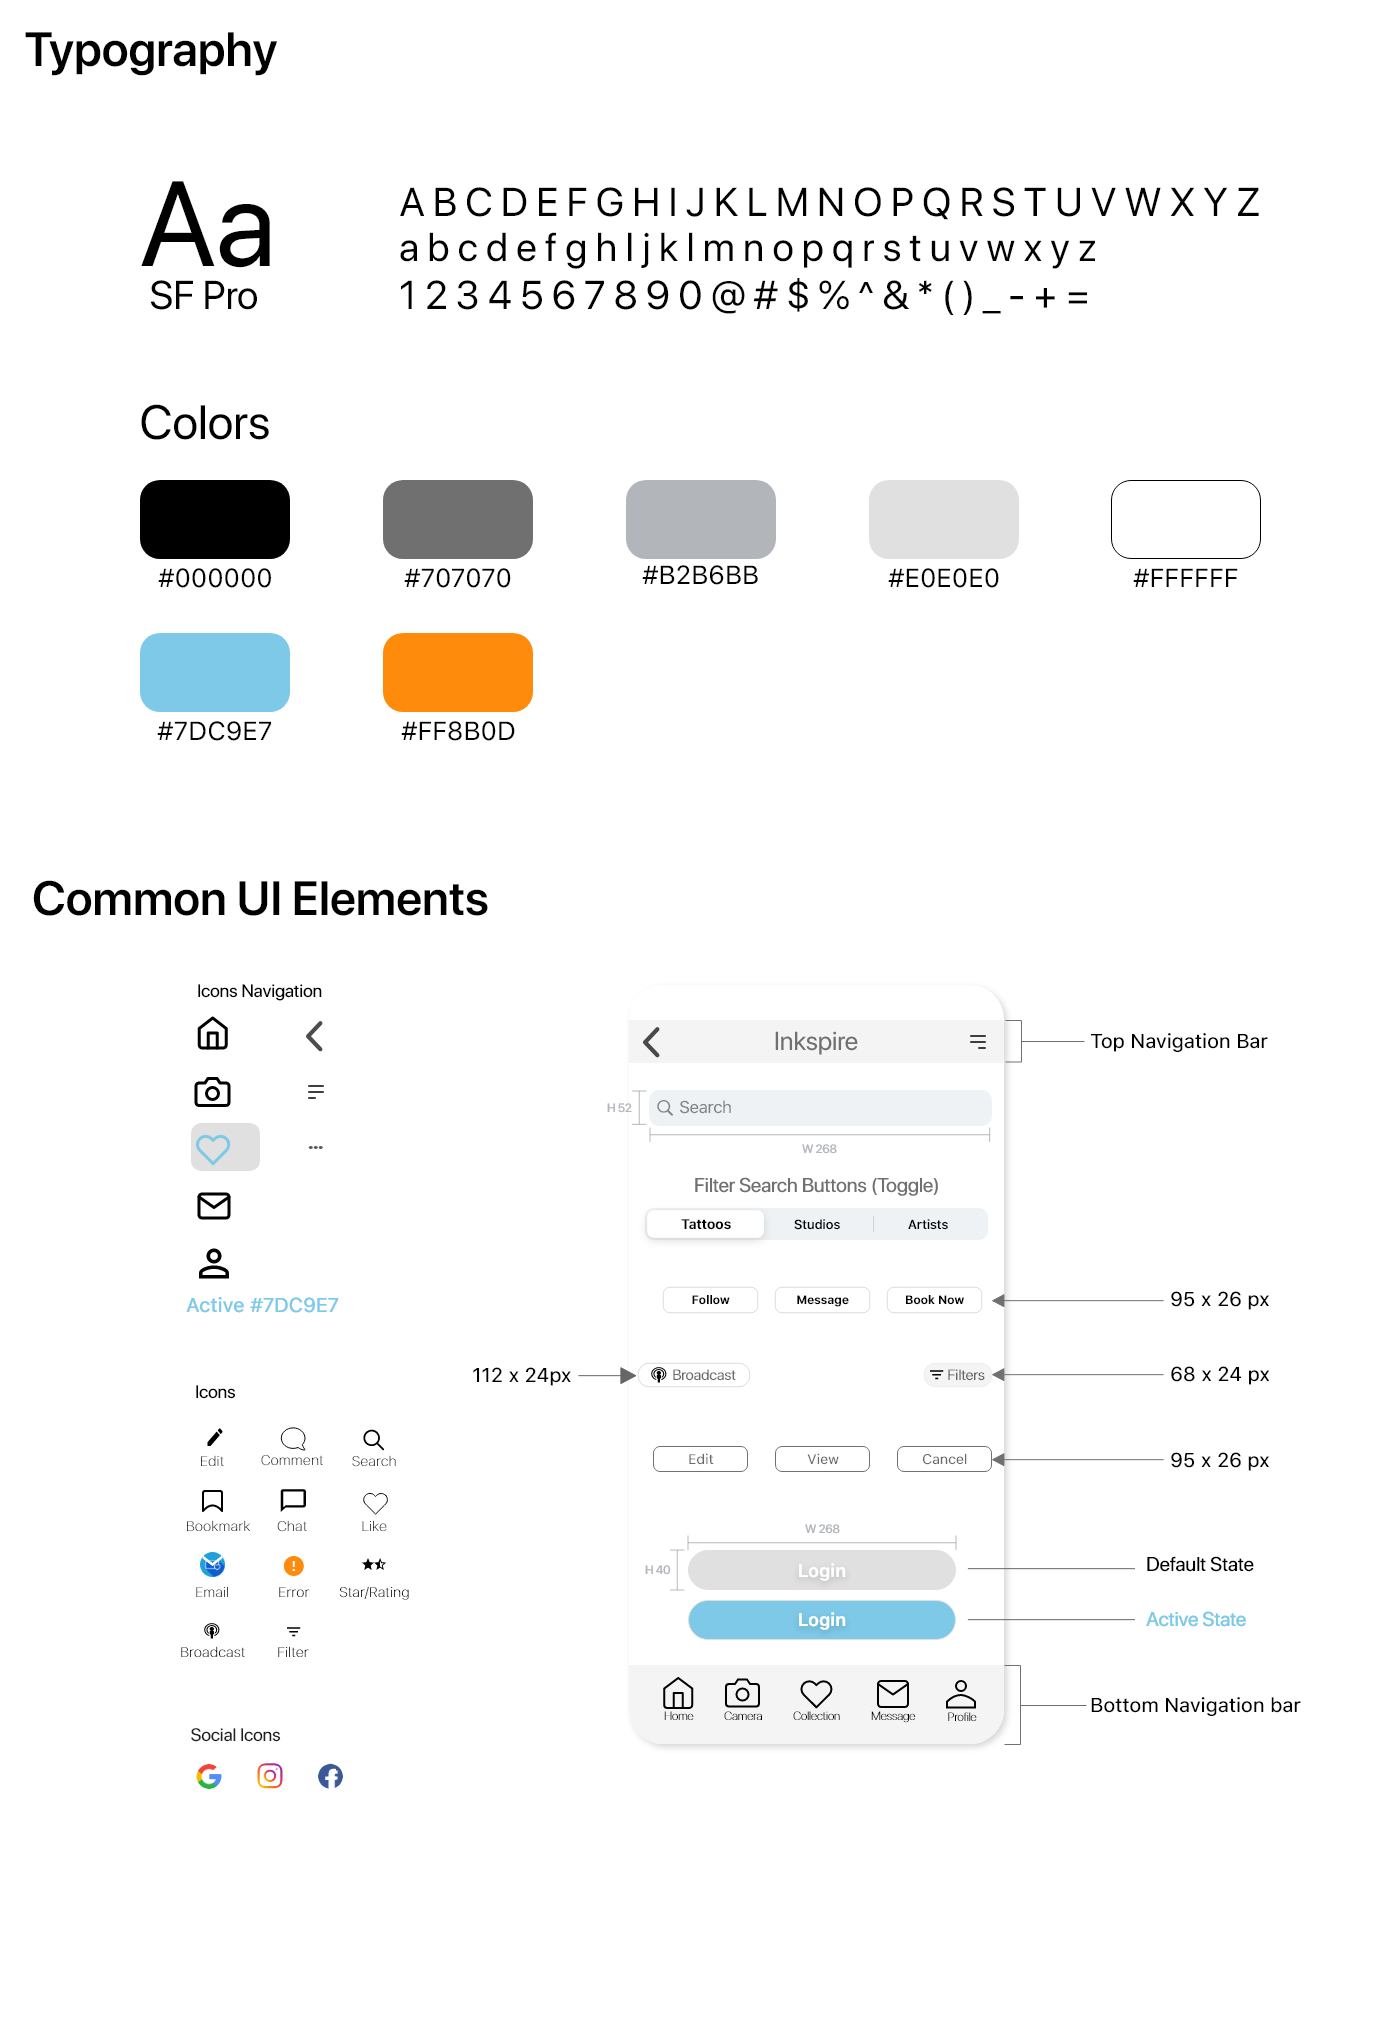 Typography
Aa
SF Pro
A B C D E F G H I J K L M N O P Q R S T U V W X Y Z
a b c d e f g h I j k l m n o p q r s t u v w x y z
1 2 3 4 5 6 7 8 9 0 @ # $ % ^ & * ( ) _ - + =
Colors
#000000
#707070
#B2B6BB
#E0E0E0
#FFFFFF
#7DC9E7
#FF8B0D
Common UI Elements
Icons Navigation
Active #7DC9E7
Icons
Edit
Comment
Search
Bookmark
Chat
Like
Email
Error
Star/Rating
Broadcast
Filter
Social Icons
Inkspire
Top Navigation Bar
H 52
Search
W 268
Filter Search Buttons (Toggle)
Tattoos
Studios
Artists
Follow
Message
Book Now
95 x 26 px
112 x 24px
Broadcast
Filters
68 x 24 px
Edit
View
Cancel
95 x 26 px
W 268
H 40
Login
Default State
Login
Active State
Home
Camera
Collection
Message
Profile
Bottom Navigation bar